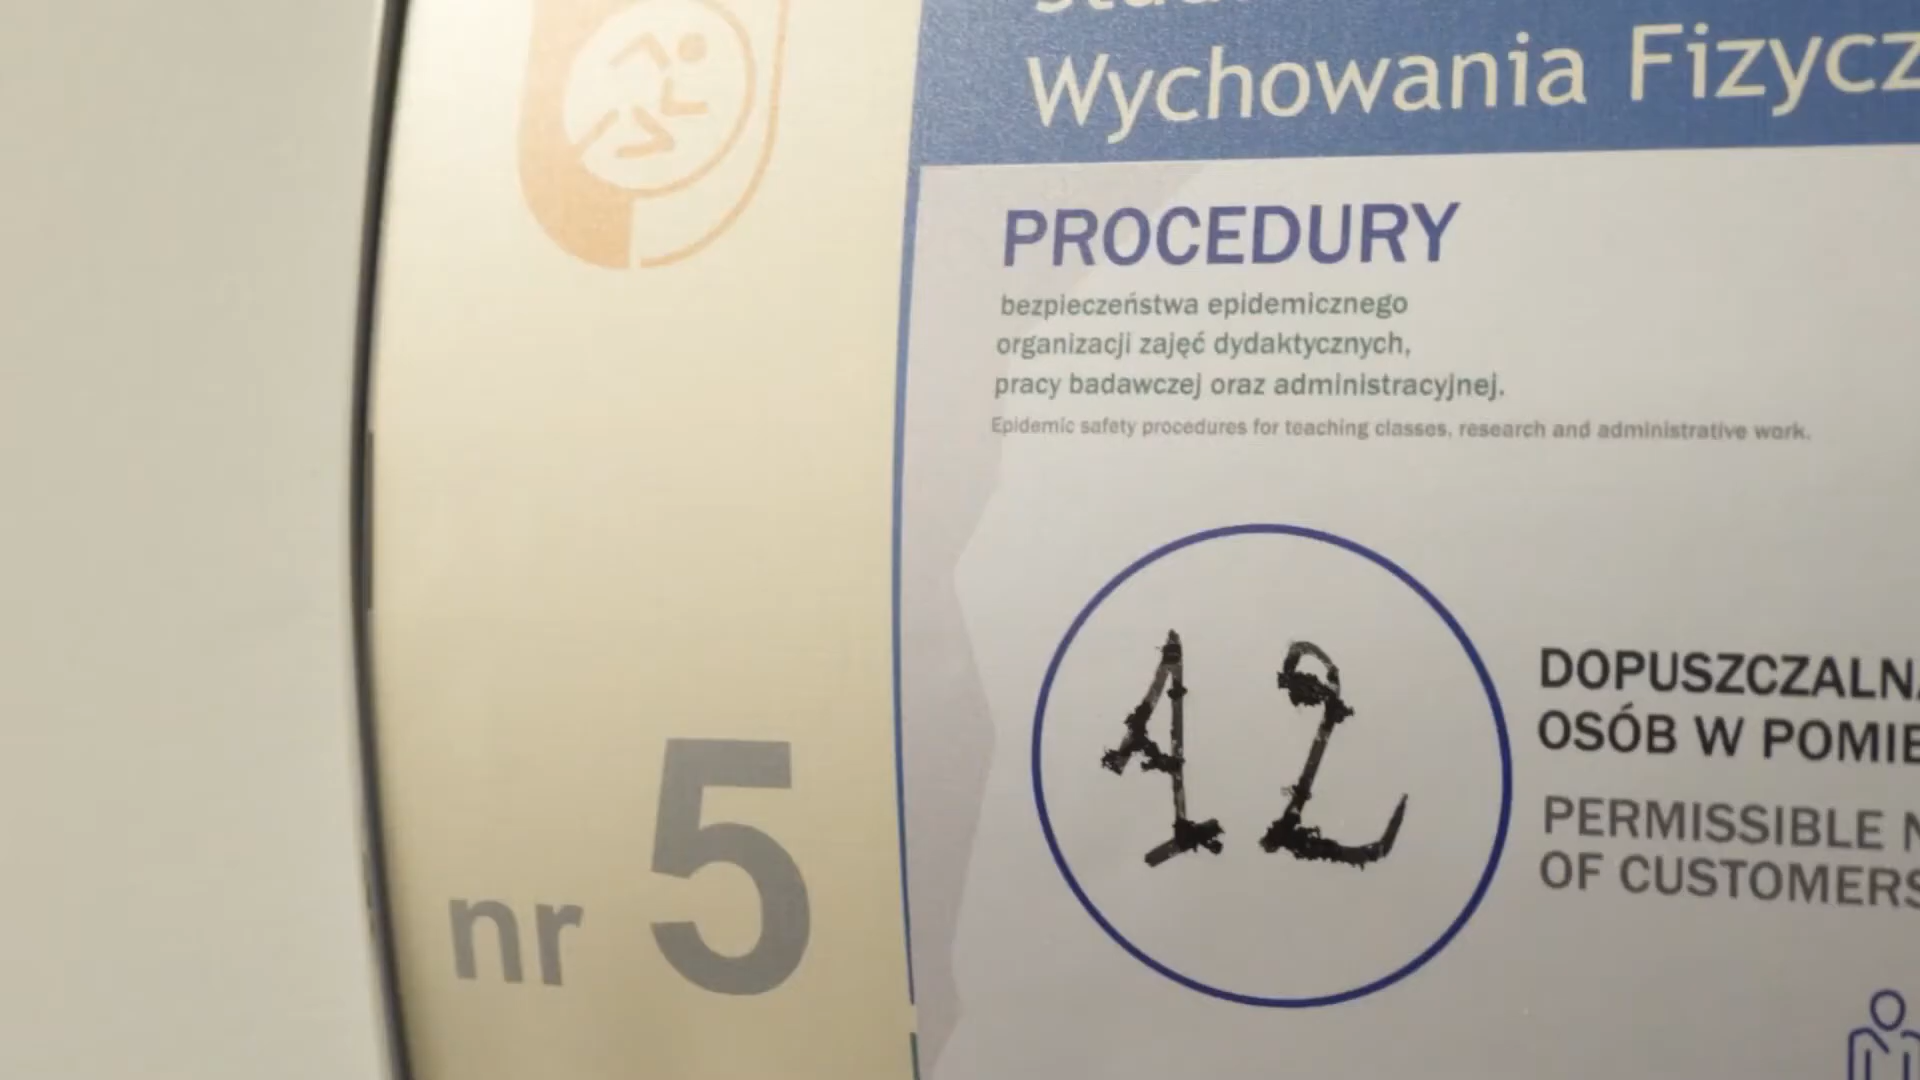 Wychowania Fizycz
PROCEDURY
bezpieczeństwa epidemicznego
organizacji zajęć dydaktycznych,
pracy badawczej oraz administracyjnej.
Epidemic safety procedures for teaching classes, research and administrative work.
42
DOPUSZCZALNA
OSÓB W POMIE
PERMISSIBLE N
OF CUSTOMERS
nr 5